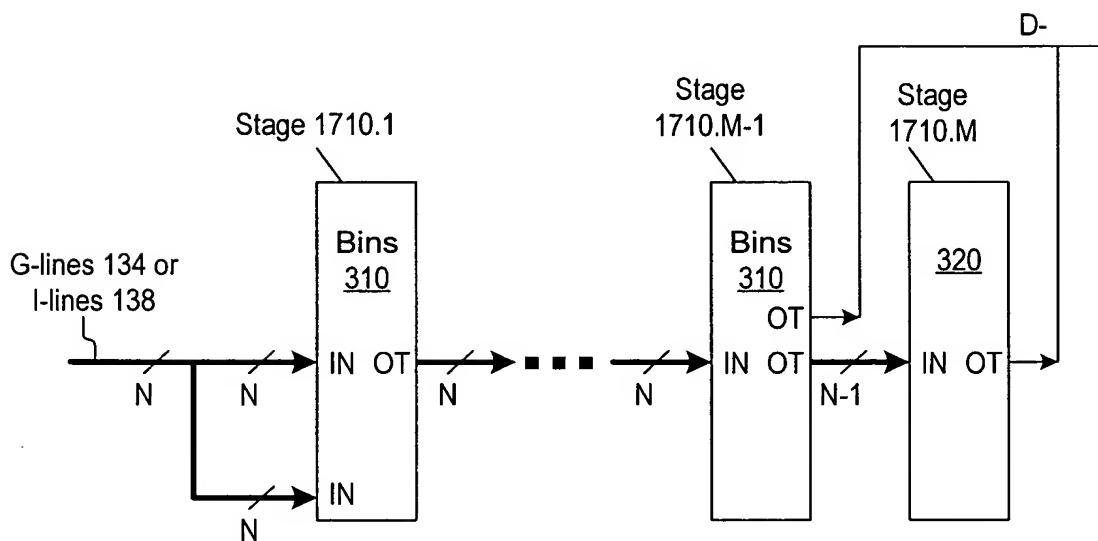 D-
Stage
1710.M-1
Stage
1710.M
Stage 1710.1
Bins
310
Bins
310
320
G-lines 134 or
I-lines 138
OT
IN OT
IN OT
IN OT
N
N
N
N
N-1
IN
N